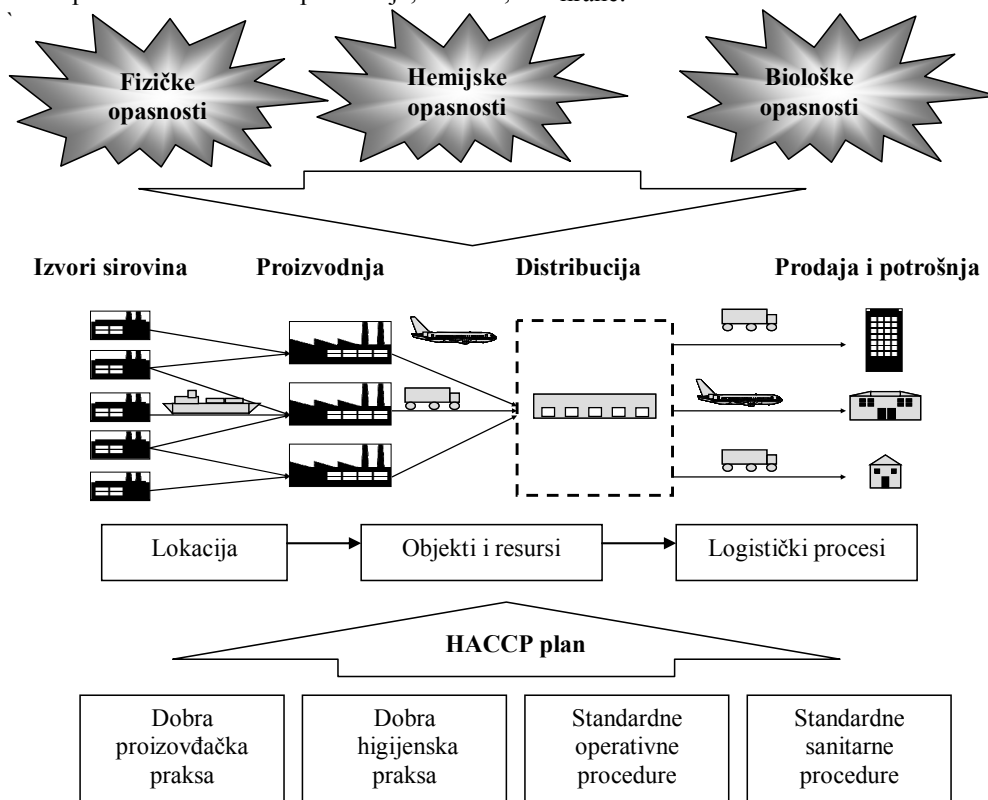 hrane.
Fizičke
opasnosti
Hemijske
opasnosti
Biološke
opasnosti
Izvori sirovina
Proizvodnja
Distribucija
Prodaja i potrošnja
Lokacija
Objekti i resursi
Logistički procesi
HACCP plan
Dobra
proizovđačka
praksa
Dobra
higijenska
praksa
Standardne
operativne
procedure
Standardne
sanitarne
procedure